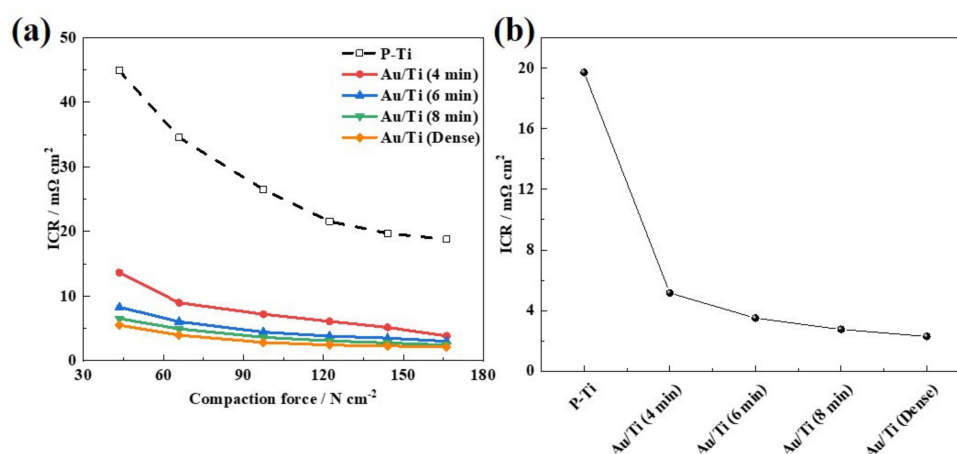 (a)
50
40
30
20
10
0
ICR / mΩ cm²
30 60 90 120 150 180
Compaction force / N cm⁻²
P-Ti
Au/Ti (4 min)
Au/Ti (6 min)
Au/Ti (8 min)
Au/Ti (Dense)
(b)
20
16
12
8
4
0
ICR / mΩ cm²
P-Ti
Au/Ti (4 min)
Au/Ti (6 min)
Au/Ti (8 min)
Au/Ti (Dense)